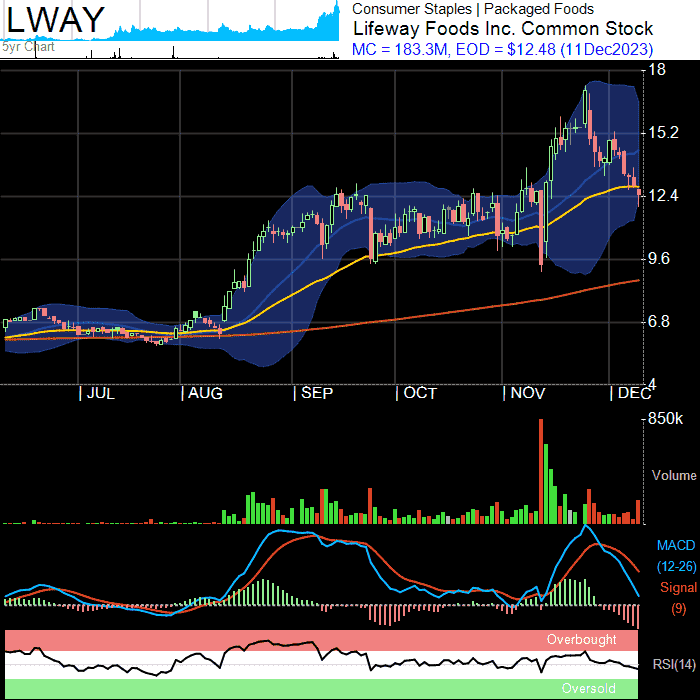 LWAY
5yr Chart
Consumer Staples | Packaged Foods
Lifeway Foods Inc. Common Stock
MC = 183.3M, EOD = $12.48 (11Dec2023)
18
15.2
12.4
9.6
6.8
4
| JUL | AUG | SEP | OCT | NOV | DEC
850k
Volume
MACD
(12-26)
Signal
(9)
Overbought
RSI(14)
Oversold